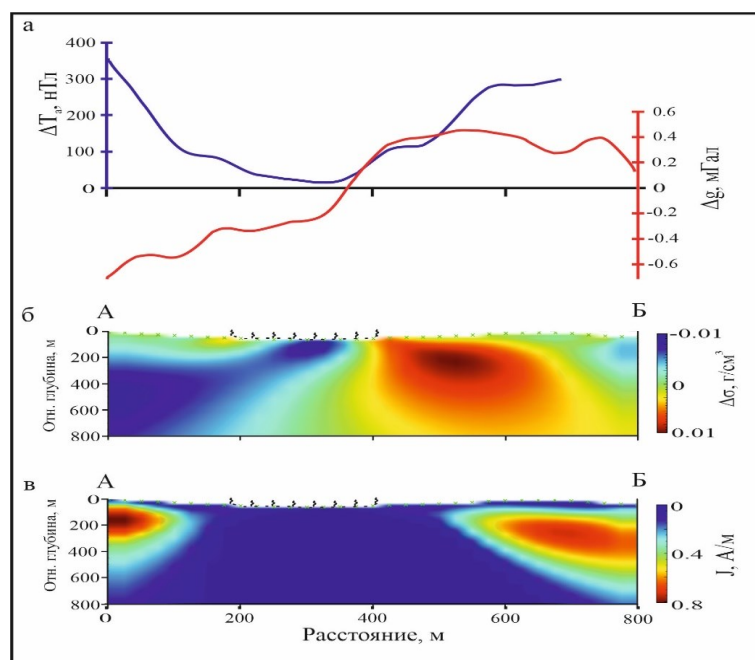 а
400
300
200
100
0
ΔTₐ, нТл
0.6
0.4
0.2
0
-0.2
-0.4
-0.6
Δg, мГал
б
А
Б
0
200
400
600
800
Отн. глубина, м
-0.01
0
0.01
Δσ, г/см³
в
А
Б
0
200
400
600
800
Отн. глубина, м
0
0.4
0.8
J, А/м
0
200
400
600
800
Расстояние, м